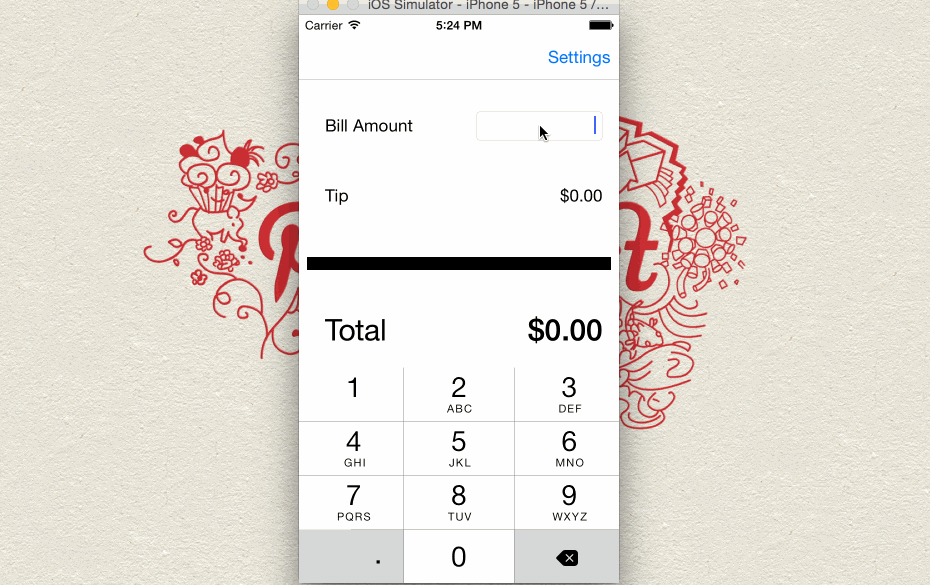 iOS Simulator - iPhone 5 - iPhone 5 /...
Carrier 5:24 PM
Settings
Bill Amount
Tip $0.00
Total $0.00
1 2 3
ABC DEF
4 5 6
GHI JKL MNO
7 8 9
PQRS TUV WXYZ
. 0